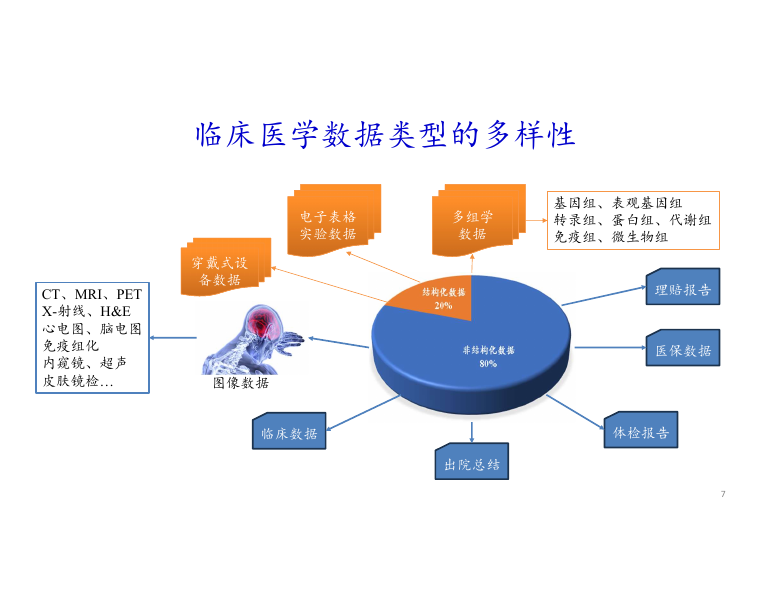 临床医学数据类型的多样性
电子表格
实验数据
多组学
数据
基因组、表观基因组
转录组、蛋白组、代谢组
免疫组、微生物组
穿戴式设
备数据
CT、MRI、PET
X-射线、H&E
心电图、脑电图
免疫组化
内窥镜、超声
皮肤镜检…
图像数据
结构化数据
20%
非结构化数据
80%
理赔报告
医保数据
体检报告
出院总结
临床数据
7